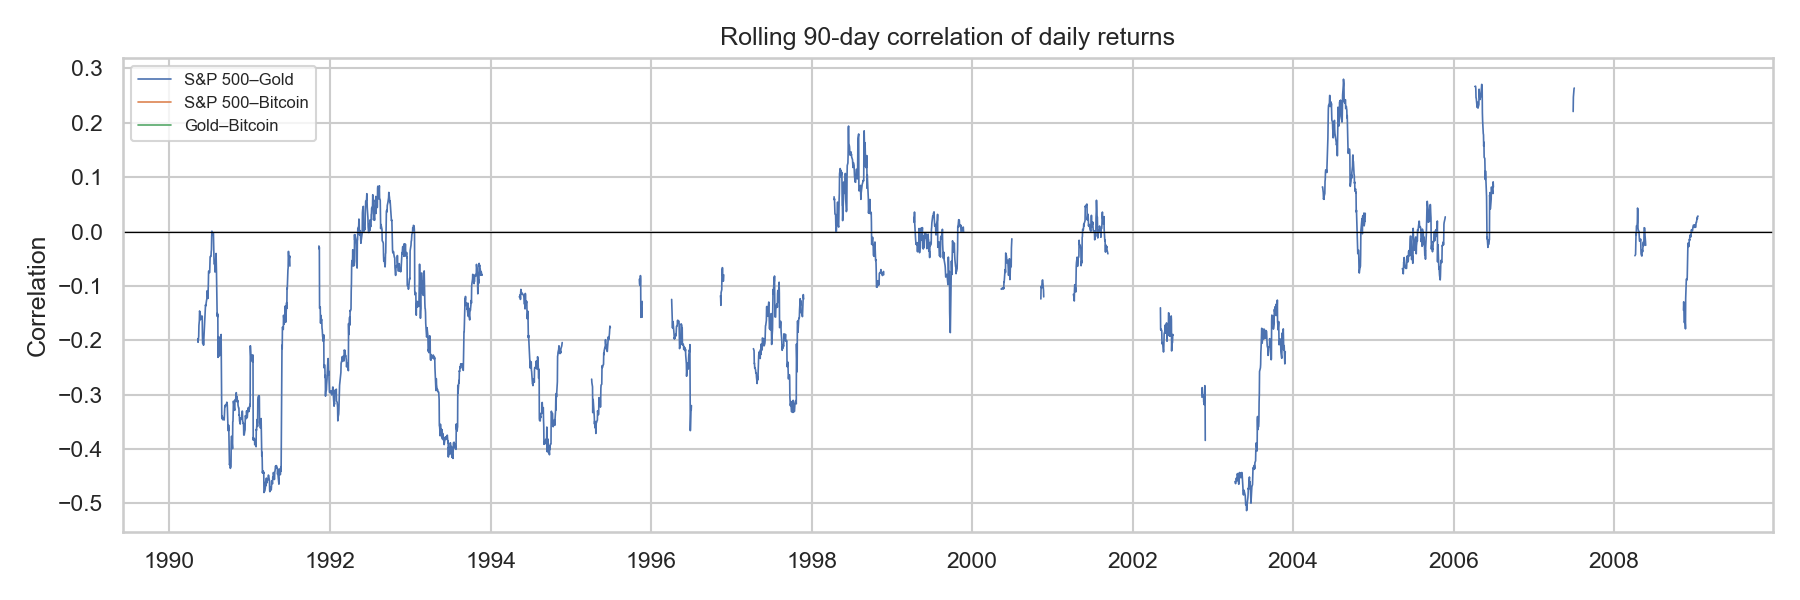 Rolling 90-day correlation of daily returns
S&P 500–Gold
S&P 500–Bitcoin
Gold–Bitcoin
Correlation
0.3
0.2
0.1
0.0
−0.1
−0.2
−0.3
−0.4
−0.5
1990 1992 1994 1996 1998 2000 2002 2004 2006 2008